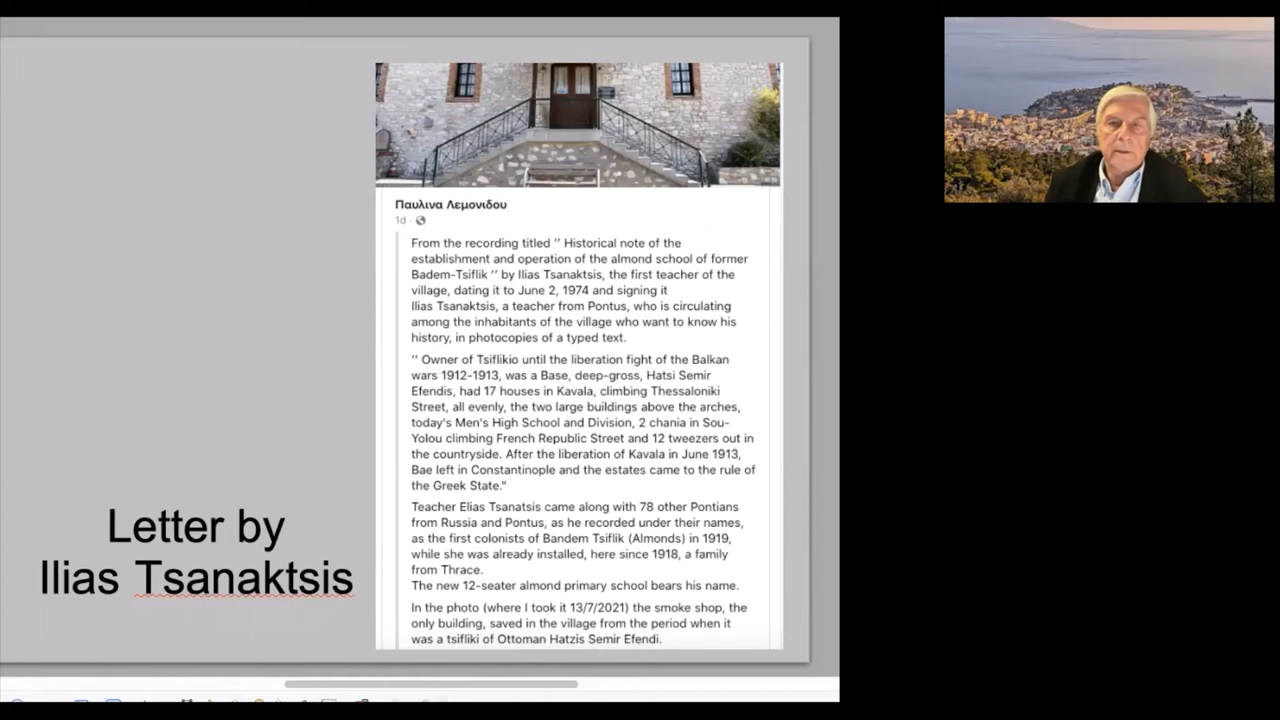 Παυλινα Λεμονιδου
1d ·
From the recording titled ′′ Historical note of the
establishment and operation of the almond school of former
Badem-Tsiflik ′′ by Ilias Tsanaktsis, the first teacher of the
village, dating it to June 2, 1974 and signing it
Ilias Tsanaktsis, a teacher from Pontus, who is circulating
among the inhabitants of the village who want to know his
history, in photocopies of a typed text.
′′ Owner of Tsiflikio until the liberation fight of the Balkan
wars 1912-1913, was a Base, deep-gross, Hatsi Semir
Efendis, had 17 houses in Kavala, climbing Thessaloniki
Street, all evenly, the two large buildings above the arches,
today's Men's High School and Division, 2 chania in Sou-
Yolou climbing French Republic Street and 12 tweezers out in
the countryside. After the liberation of Kavala in June 1913,
Bae left in Constantinople and the estates came to the rule of
the Greek State."
Teacher Elias Tsanatsis came along with 78 other Pontians
from Russia and Pontus, as he recorded under their names,
as the first colonists of Bandem Tsiflik (Almonds) in 1919,
while she was already installed, here since 1918, a family
from Thrace.
The new 12-seater almond primary school bears his name.
In the photo (where I took it 13/7/2021) the smoke shop, the
only building, saved in the village from the period when it
was a tsifliki of Ottoman Hatzis Semir Efendi.
Letter by
Ilias Tsanaktsis